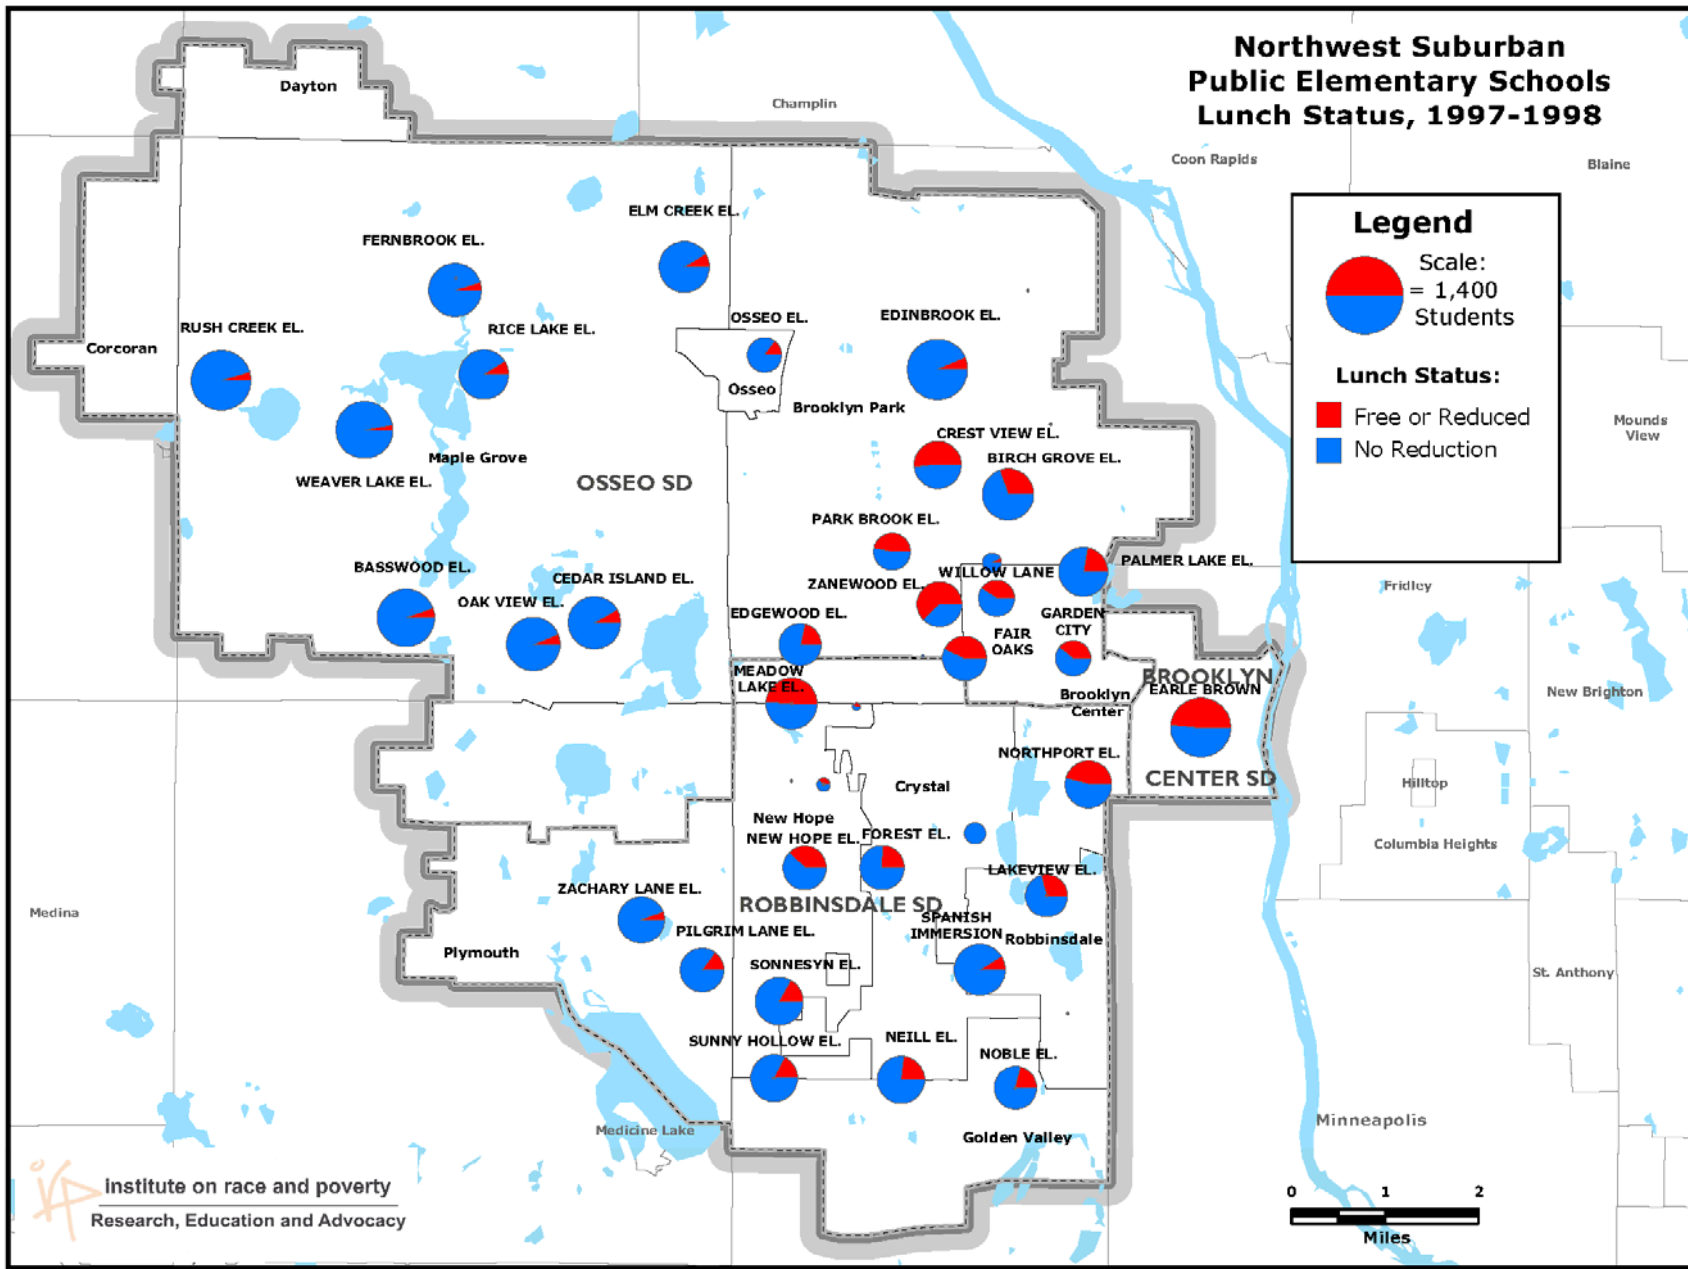 Northwest Suburban
Public Elementary Schools
Lunch Status, 1997-1998
Dayton
Champlin
Coon Rapids
Blaine
Legend
Scale:
= 1,400
Students
Lunch Status:
Free or Reduced
No Reduction
ELM CREEK EL.
FERNBROOK EL.
RUSH CREEK EL.
RICE LAKE EL.
OSSEO EL.
EDINBROOK EL.
Corcoran
Osseo
Brooklyn Park
Mounds
View
CREST VIEW EL.
BIRCH GROVE EL.
Maple Grove
WEAVER LAKE EL.
OSSEO SD
PARK BROOK EL.
PALMER LAKE EL.
BASSWOOD EL.
CEDAR ISLAND EL.
ZANEWOOD EL.
WILLOW LANE
Fridley
OAK VIEW EL.
EDGEWOOD EL.
GARDEN
CITY
FAIR
OAKS
MEADOW
LAKE EL.
BROOKLYN
EARLE BROWN
Brooklyn
Center
New Brighton
NORTHPORT EL.
CENTER SD
Hilltop
Crystal
New Hope
NEW HOPE EL.
FOREST EL.
Columbia Heights
LAKEVIEW EL.
ZACHARY LANE EL.
ROBBINSDALE SD
Medina
SPANISH
IMMERSION
PILGRIM LANE EL.
Robbinsdale
Plymouth
SONNESYN EL.
St. Anthony
SUNNY HOLLOW EL.
NEILL EL.
NOBLE EL.
Medicine Lake
Golden Valley
Minneapolis
institute on race and poverty
Research, Education and Advocacy
0 1 2
Miles